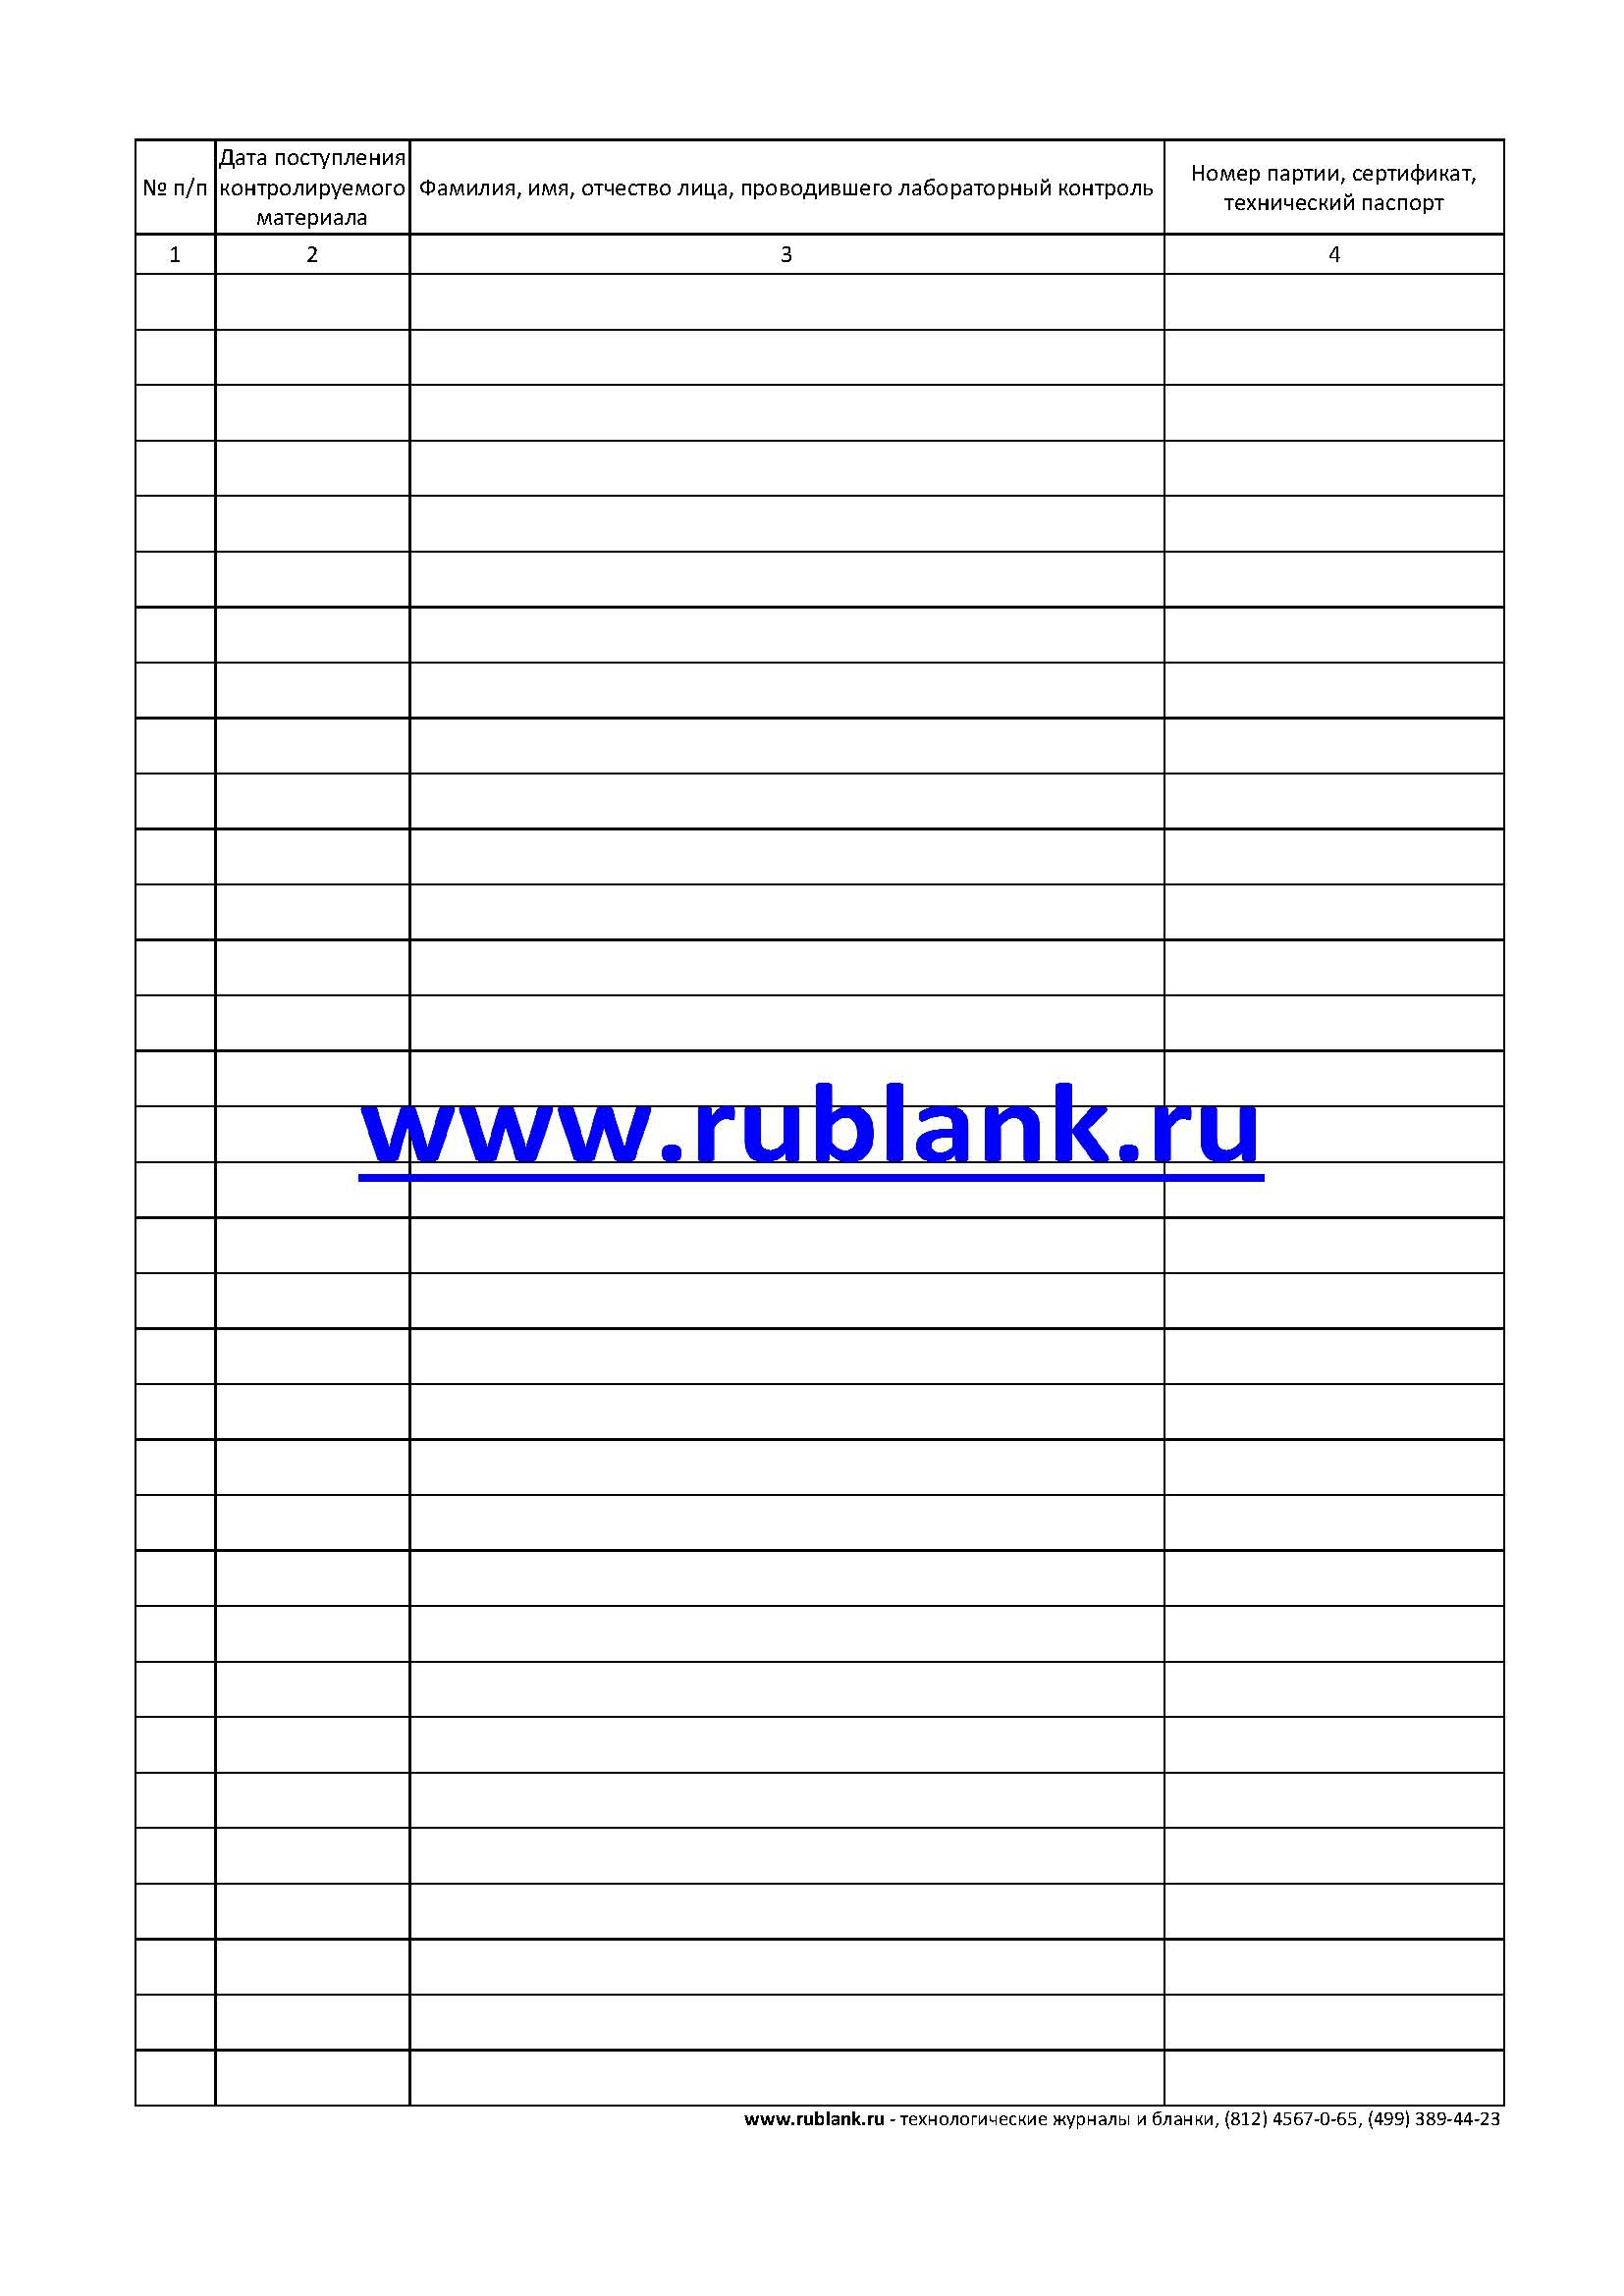 № п/п
Дата поступления
контролируемого
материала
Фамилия, имя, отчество лица, проводившего лабораторный контроль
Номер партии, сертификат,
технический паспорт
1 2 3 4
www.rublank.ru
www.rublank.ru - технологические журналы и бланки, (812) 4567-0-65, (499) 389-44-23